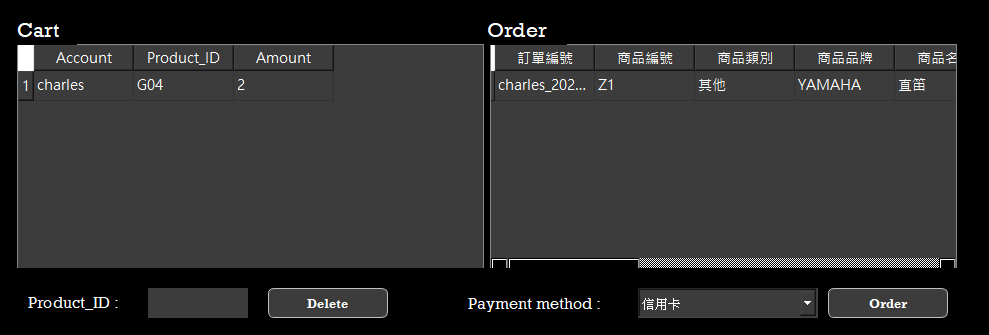 Cart
Order
Account Product_ID Amount
1 charles G04 2
訂單編號 商品編號 商品類別 商品品牌 商品名
charles_202... Z1 其他 YAMAHA 直笛
Product_ID : Delete
Payment method : 信用卡 Order